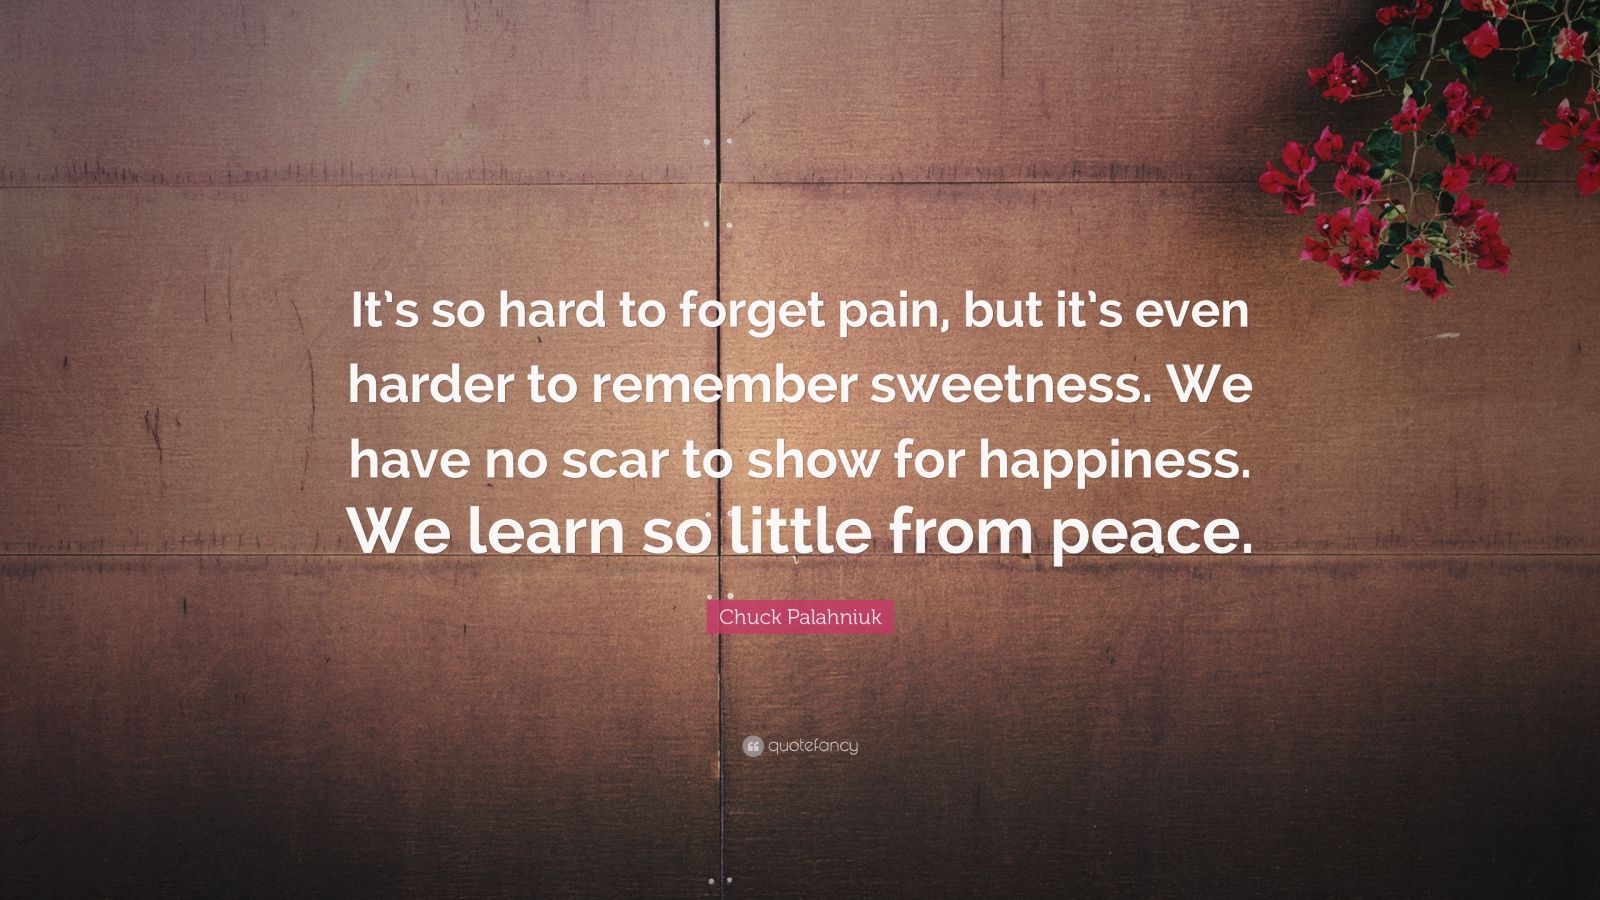 It’s so hard to forget pain, but it’s even
harder to remember sweetness. We
have no scar to show for happiness.
We learn so little from peace.
Chuck Palahniuk
quotefancy